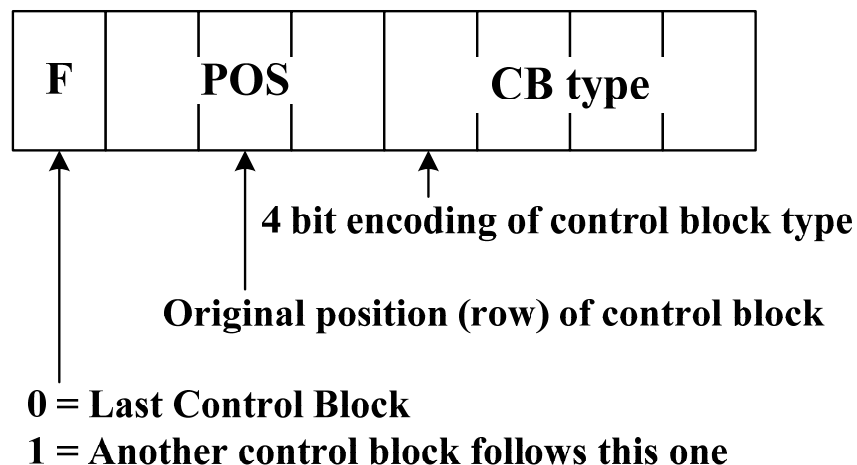 F POS CB type
4 bit encoding of control block type
Original position (row) of control block
0 = Last Control Block
1 = Another control block follows this one